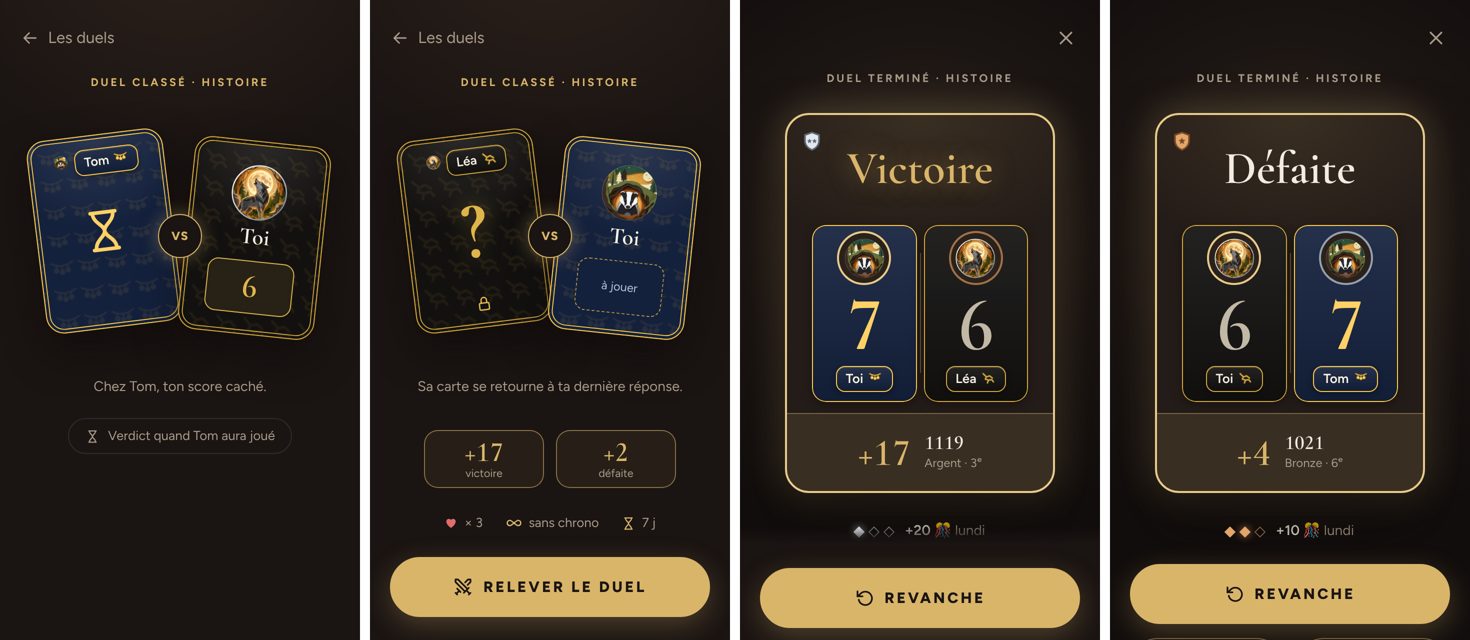 Les duels
DUEL CLASSÉ · HISTOIRE
Tom
VS
Toi
6
Chez Tom, ton score caché.
Verdict quand Tom aura joué
Les duels
DUEL CLASSÉ · HISTOIRE
Léa
?
VS
Toi
à jouer
Sa carte se retourne à ta dernière réponse.
+17
victoire
+2
défaite
× 3
sans chrono
7 j
RELEVER LE DUEL
DUEL TERMINÉ · HISTOIRE
Victoire
7
6
Toi
Léa
+17
1119
Argent · 3ᵉ
+20
lundi
REVANCHE
DUEL TERMINÉ · HISTOIRE
Défaite
6
7
Toi
Tom
+4
1021
Bronze · 6ᵉ
+10
lundi
REVANCHE